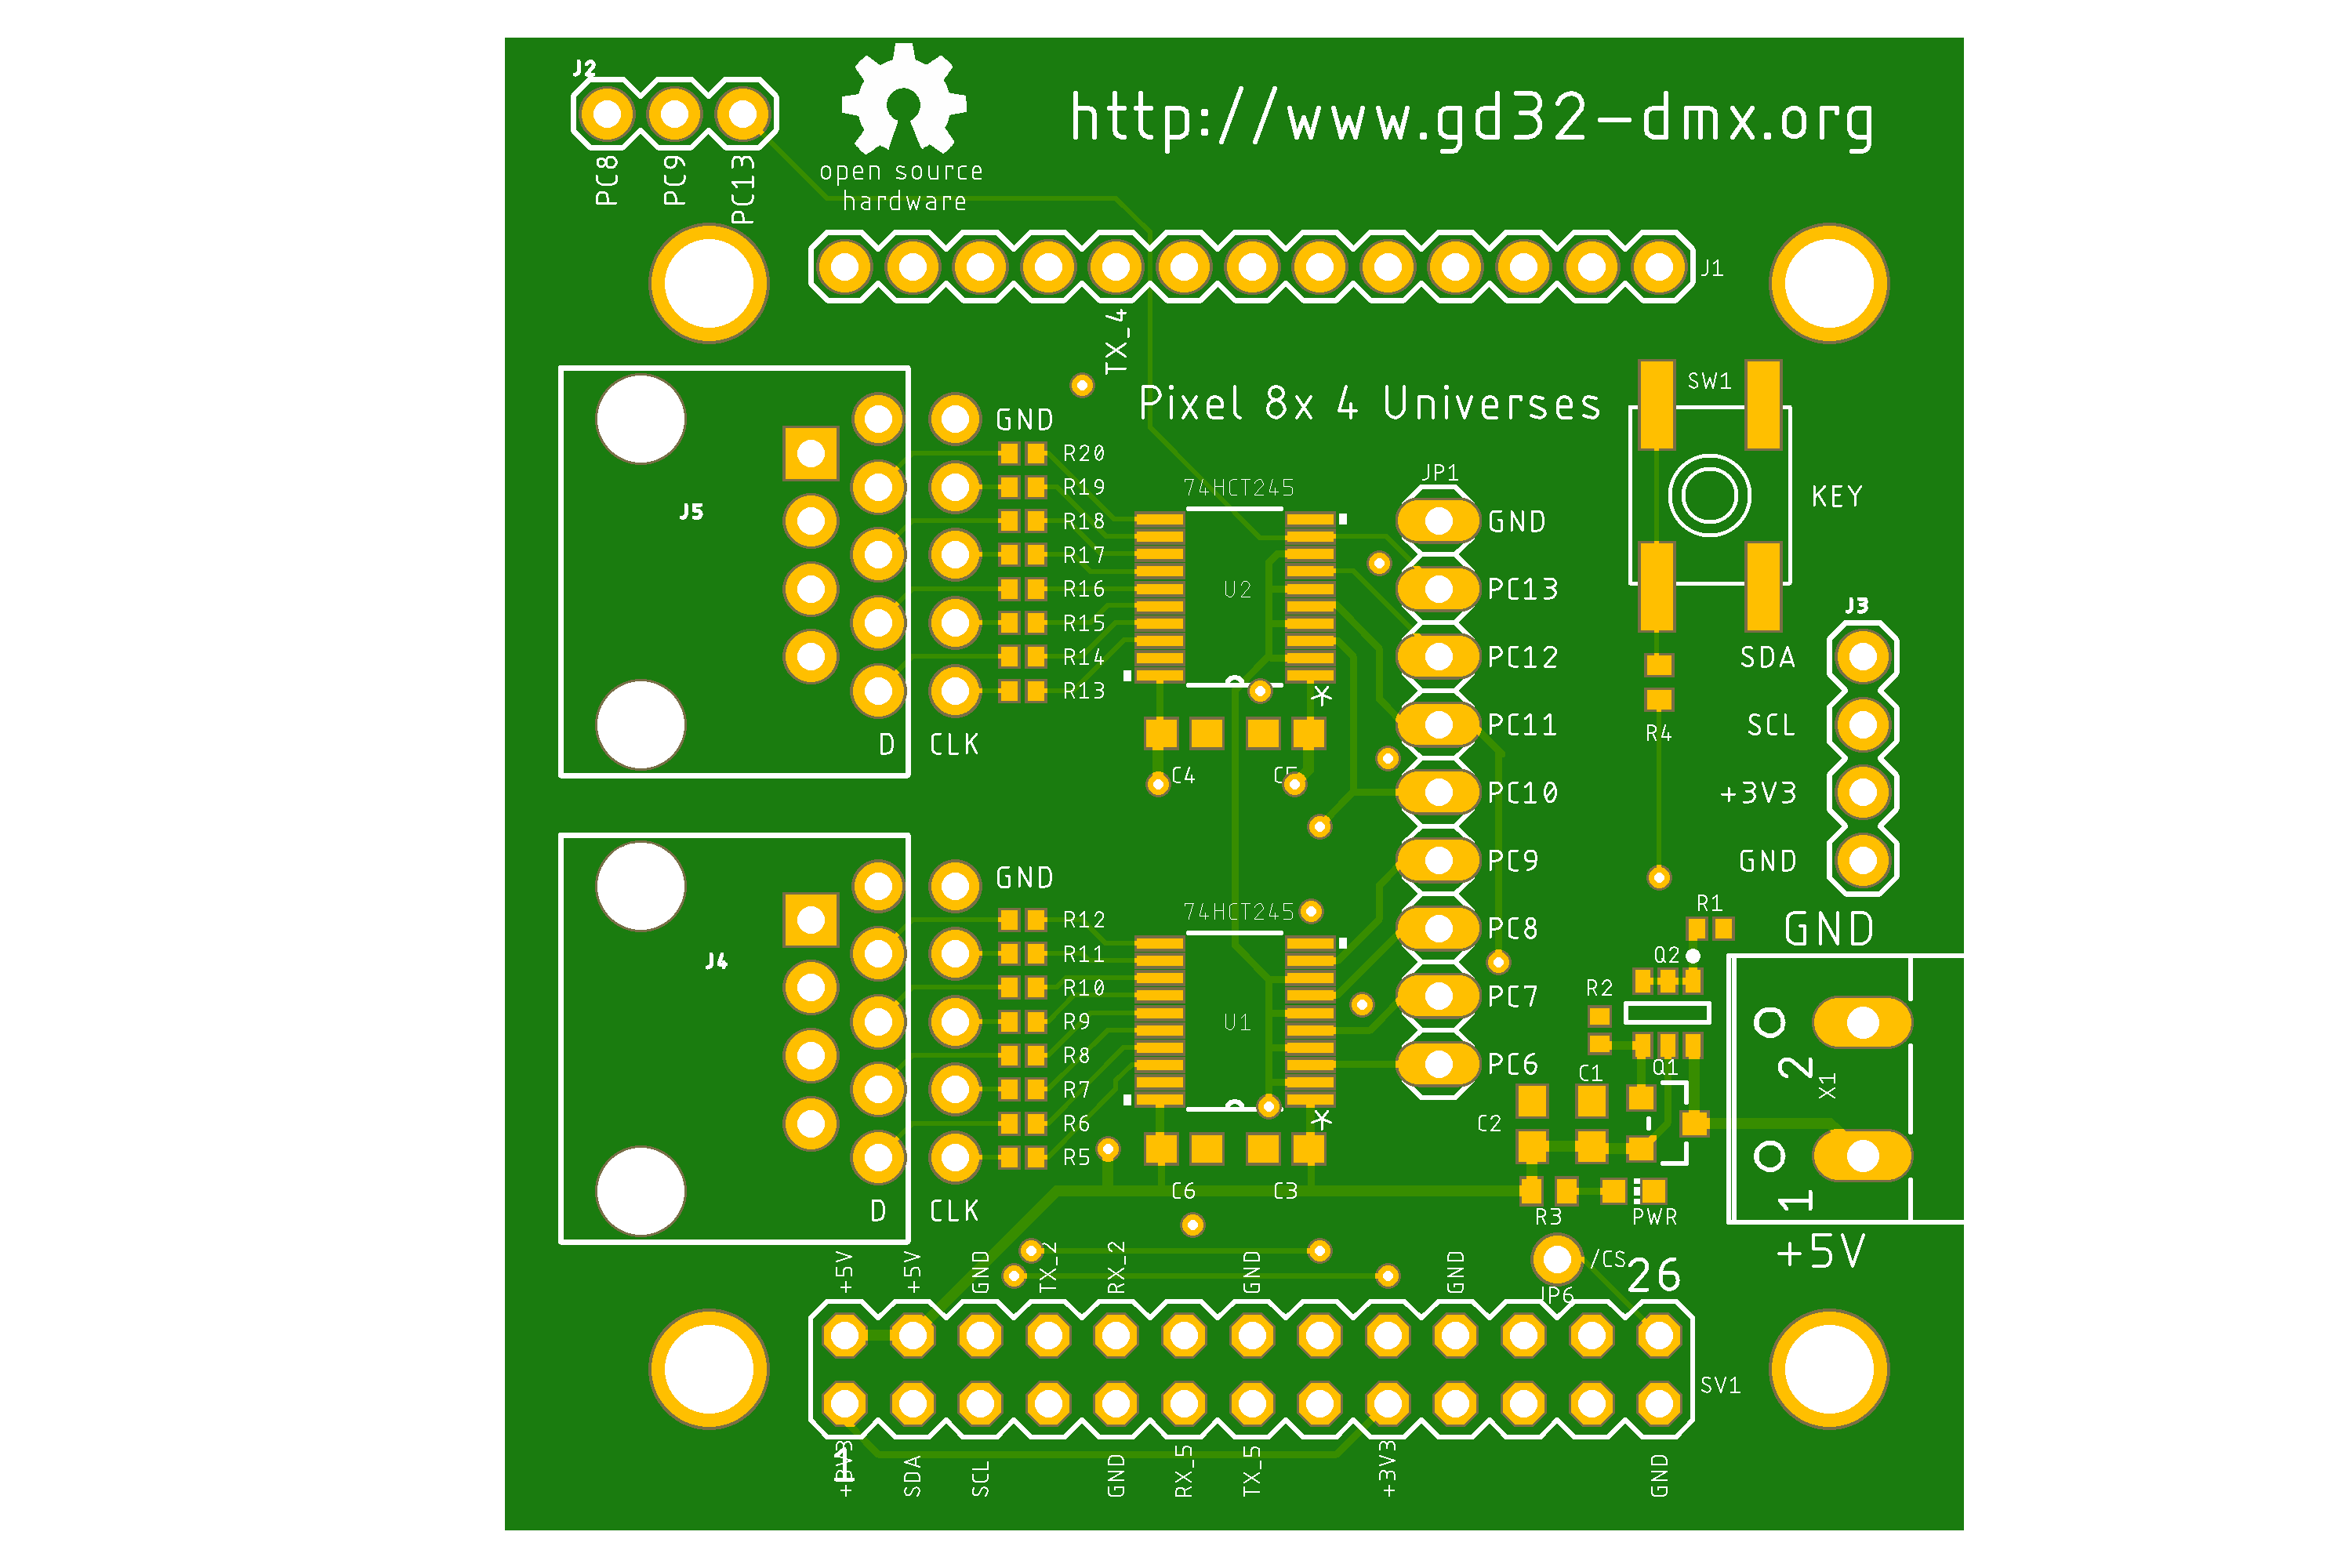 J2
http://www.gd32-dmx.org
PC8
PC9
PC13
open source
hardware
J1
TX_4
SW1
Pixel 8x 4 Universes
GND
R20
R19
R18
R17
R16
R15
R14
R13
J5
D
CLK
74HCT245
U2
C4
C5
JP1
GND
PC13
PC12
PC11
PC10
PC9
PC8
PC7
PC6
KEY
R4
J3
SDA
SCL
+3V3
GND
GND
R12
R11
R10
R9
R8
R7
R6
R5
J4
D
CLK
74HCT245
U1
C6
C3
R1
GND
Q2
R2
Q1
C1
C2
2
X1
1
R3
PWR
+5V
/CS
26
JP6
+5V
+5V
GND
TX_2
RX_2
GND
GND
SV1
+3V3
1
SDA
SCL
GND
RX_5
TX_5
+3V3
GND